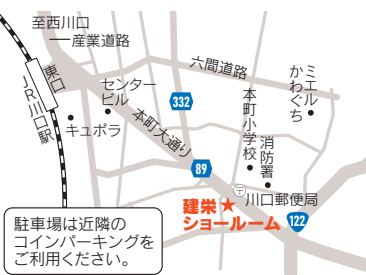 至西川口
産業道路
六間道路
東口
JR川口駅
センター
ビル
キュポラ
332
本町大通り
89
本町小学校
消防署
ミエル
かわぐち
〒
川口郵便局
建栄★
ショールーム
122
駐車場は近隣の
コインパーキングを
ご利用ください。